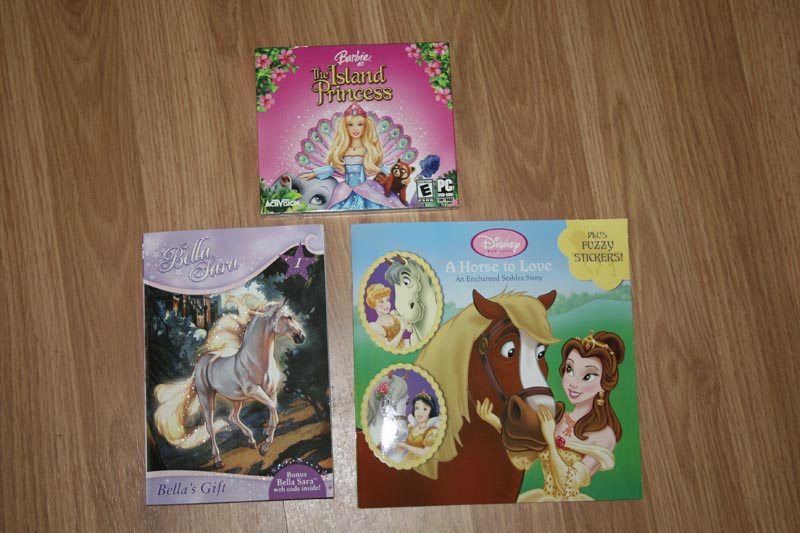 Barbie
as
The Island
Princess
ACTIVISION
E
PC
Bella
Sara
1
Bonus
Bella Sara™
web code inside!
Bella's Gift
Disney
PLUS
FUZZY
STICKERS!
A Horse to Love
An Enchanted Stables Story